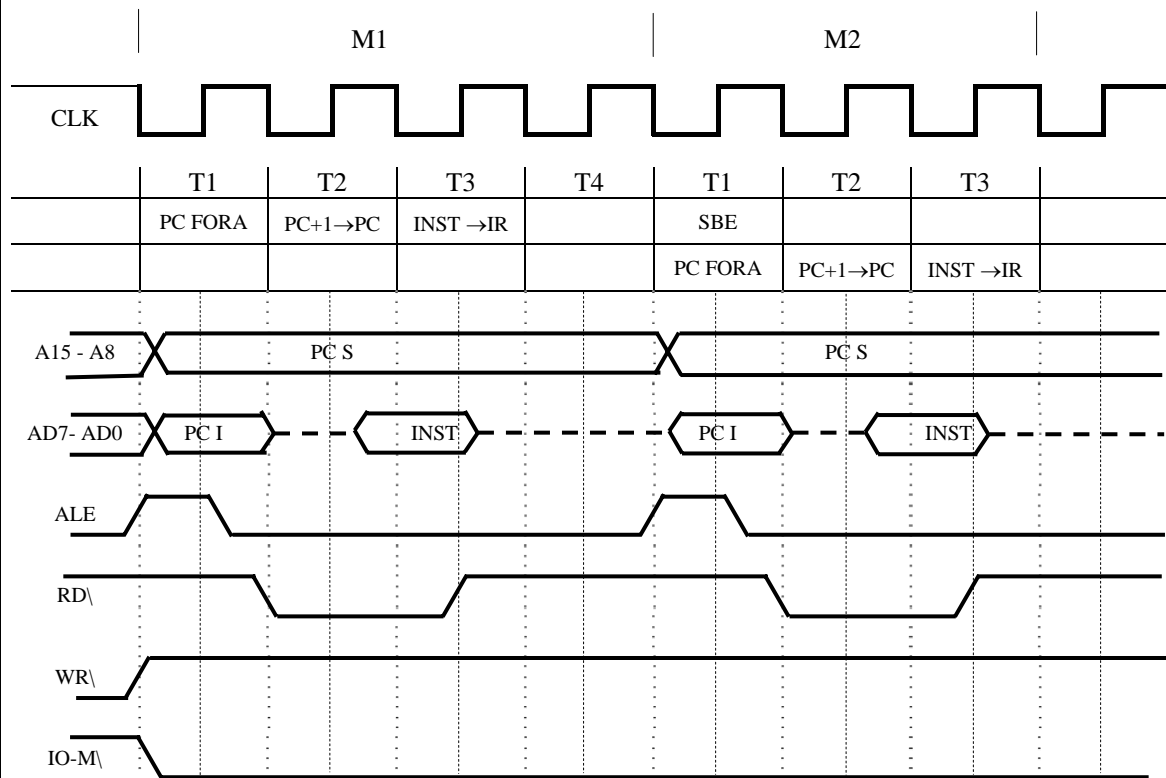 M1 M2
CLK
T1 T2 T3 T4 T1 T2 T3
PC FORA PC+1→PC INST →IR SBE
PC FORA PC+1→PC INST →IR
A15 - A8 PC S PC S
AD7- AD0 PC I INST PC I INST
ALE
RD\
WR\
IO-M\